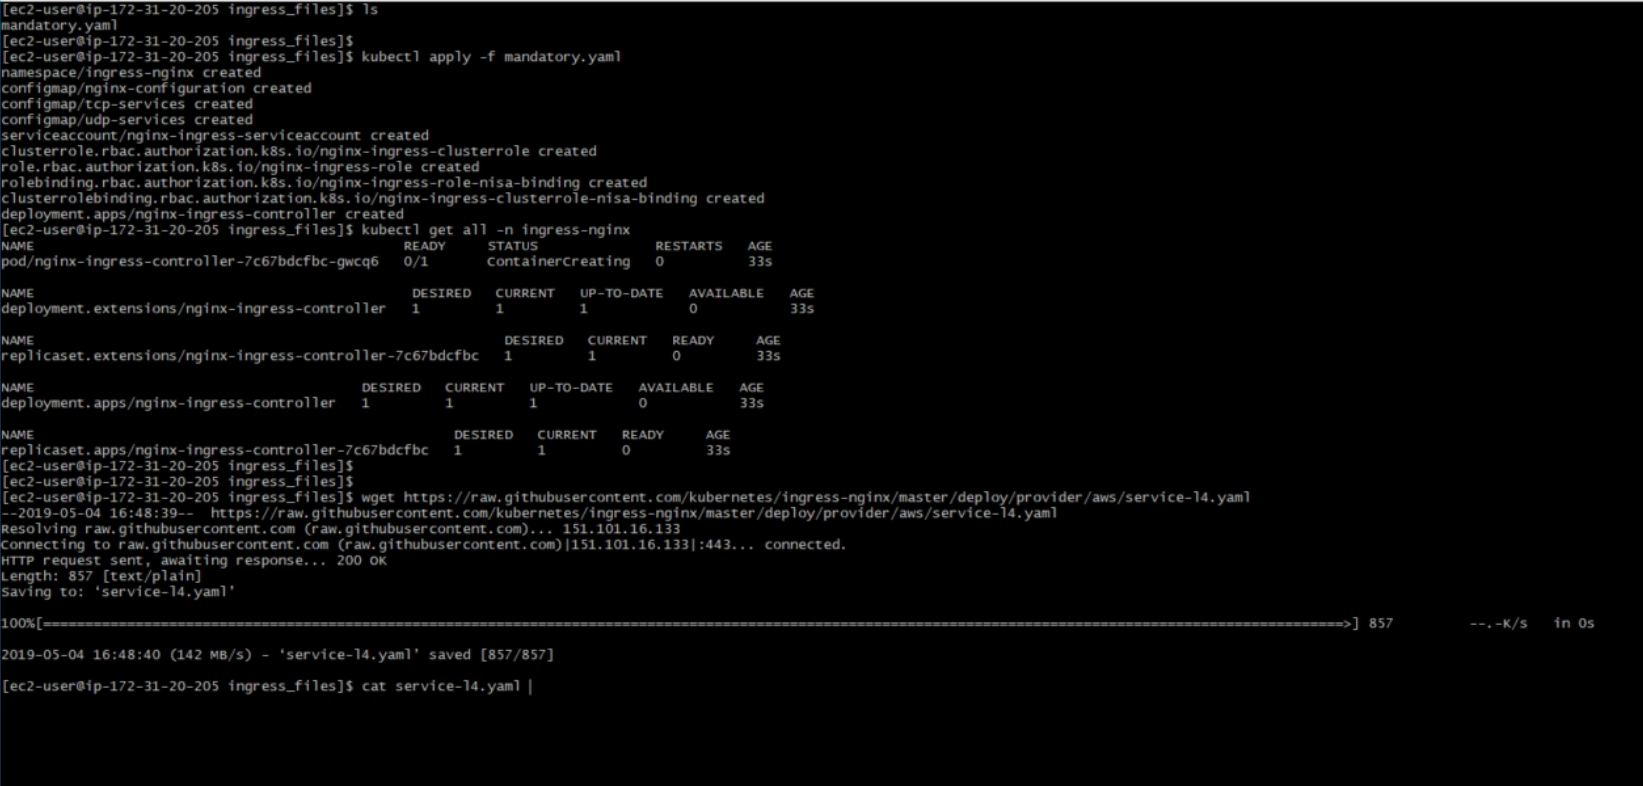 [ec2-user@ip-172-31-20-205 ingress_files]$ ls
mandatory.yaml
[ec2-user@ip-172-31-20-205 ingress_files]$
[ec2-user@ip-172-31-20-205 ingress_files]$ kubectl apply -f mandatory.yaml
namespace/ingress-nginx created
configmap/nginx-configuration created
configmap/tcp-services created
configmap/udp-services created
serviceaccount/nginx-ingress-serviceaccount created
clusterrole.rbac.authorization.k8s.io/nginx-ingress-clusterrole created
role.rbac.authorization.k8s.io/nginx-ingress-role created
rolebinding.rbac.authorization.k8s.io/nginx-ingress-role-nisa-binding created
clusterrolebinding.rbac.authorization.k8s.io/nginx-ingress-clusterrole-nisa-binding created
deployment.apps/nginx-ingress-controller created
[ec2-user@ip-172-31-20-205 ingress_files]$ kubectl get all -n ingress-nginx
NAME READY STATUS RESTARTS AGE
pod/nginx-ingress-controller-7c67bdcfbc-gwcq6 0/1 ContainerCreating 0 33s
NAME DESIRED CURRENT UP-TO-DATE AVAILABLE AGE
deployment.extensions/nginx-ingress-controller 1 1 1 0 33s
NAME DESIRED CURRENT READY AGE
replicaset.extensions/nginx-ingress-controller-7c67bdcfbc 1 1 0 33s
NAME DESIRED CURRENT UP-TO-DATE AVAILABLE AGE
deployment.apps/nginx-ingress-controller 1 1 1 0 33s
NAME DESIRED CURRENT READY AGE
replicaset.apps/nginx-ingress-controller-7c67bdcfbc 1 1 0 33s
[ec2-user@ip-172-31-20-205 ingress_files]$
[ec2-user@ip-172-31-20-205 ingress_files]$
[ec2-user@ip-172-31-20-205 ingress_files]$ wget https://raw.githubusercontent.com/kubernetes/ingress-nginx/master/deploy/provider/aws/service-l4.yaml
--2019-05-04 16:48:39-- https://raw.githubusercontent.com/kubernetes/ingress-nginx/master/deploy/provider/aws/service-l4.yaml
Resolving raw.githubusercontent.com (raw.githubusercontent.com)... 151.101.16.133
Connecting to raw.githubusercontent.com (raw.githubusercontent.com)|151.101.16.133|:443... connected.
HTTP request sent, awaiting response... 200 OK
Length: 857 [text/plain]
Saving to: ‘service-l4.yaml’
100%[==========================================================================================================================================================>] 857 --.-K/s in 0s
2019-05-04 16:48:40 (142 MB/s) - ‘service-l4.yaml’ saved [857/857]
[ec2-user@ip-172-31-20-205 ingress_files]$ cat service-l4.yaml